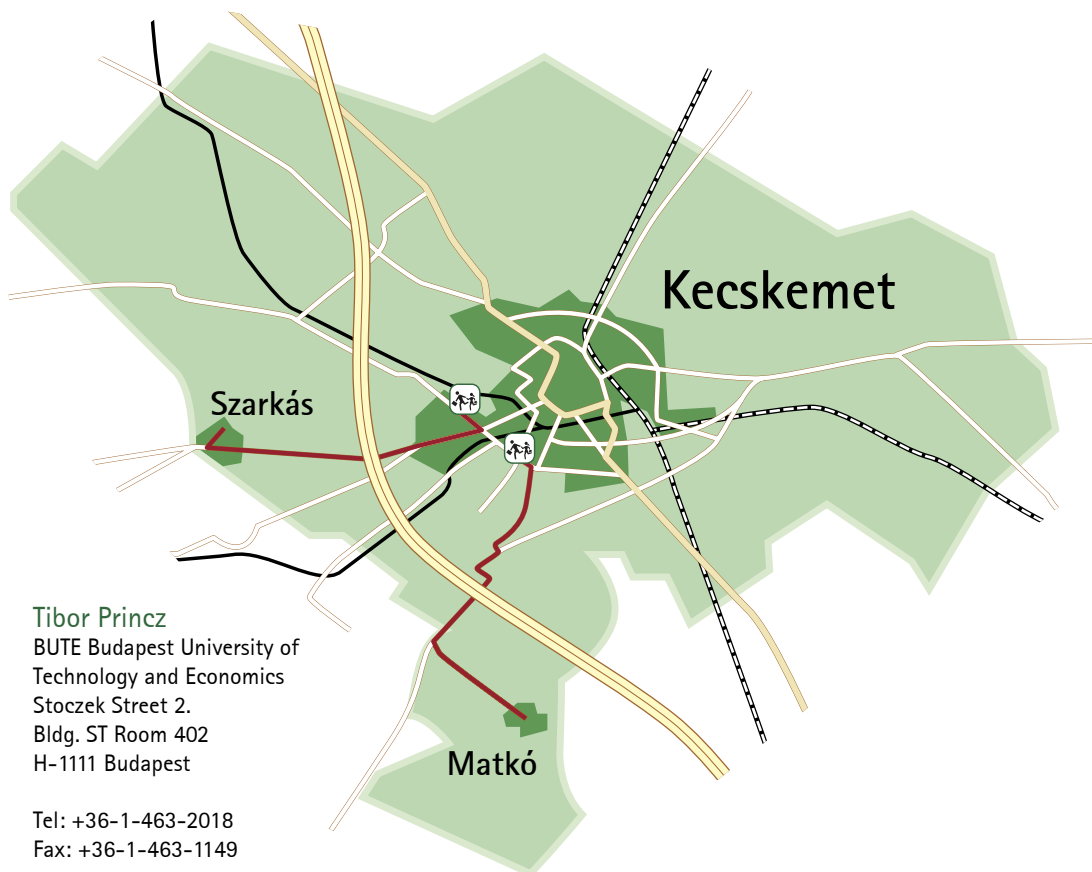 Kecskemet
Szarkás
Tibor Princz
BUTE Budapest University of
Technology and Economics
Stoczek Street 2.
Bldg. ST Room 402
H-1111 Budapest
Matkó
Tel: +36-1-463-2018
Fax: +36-1-463-1149